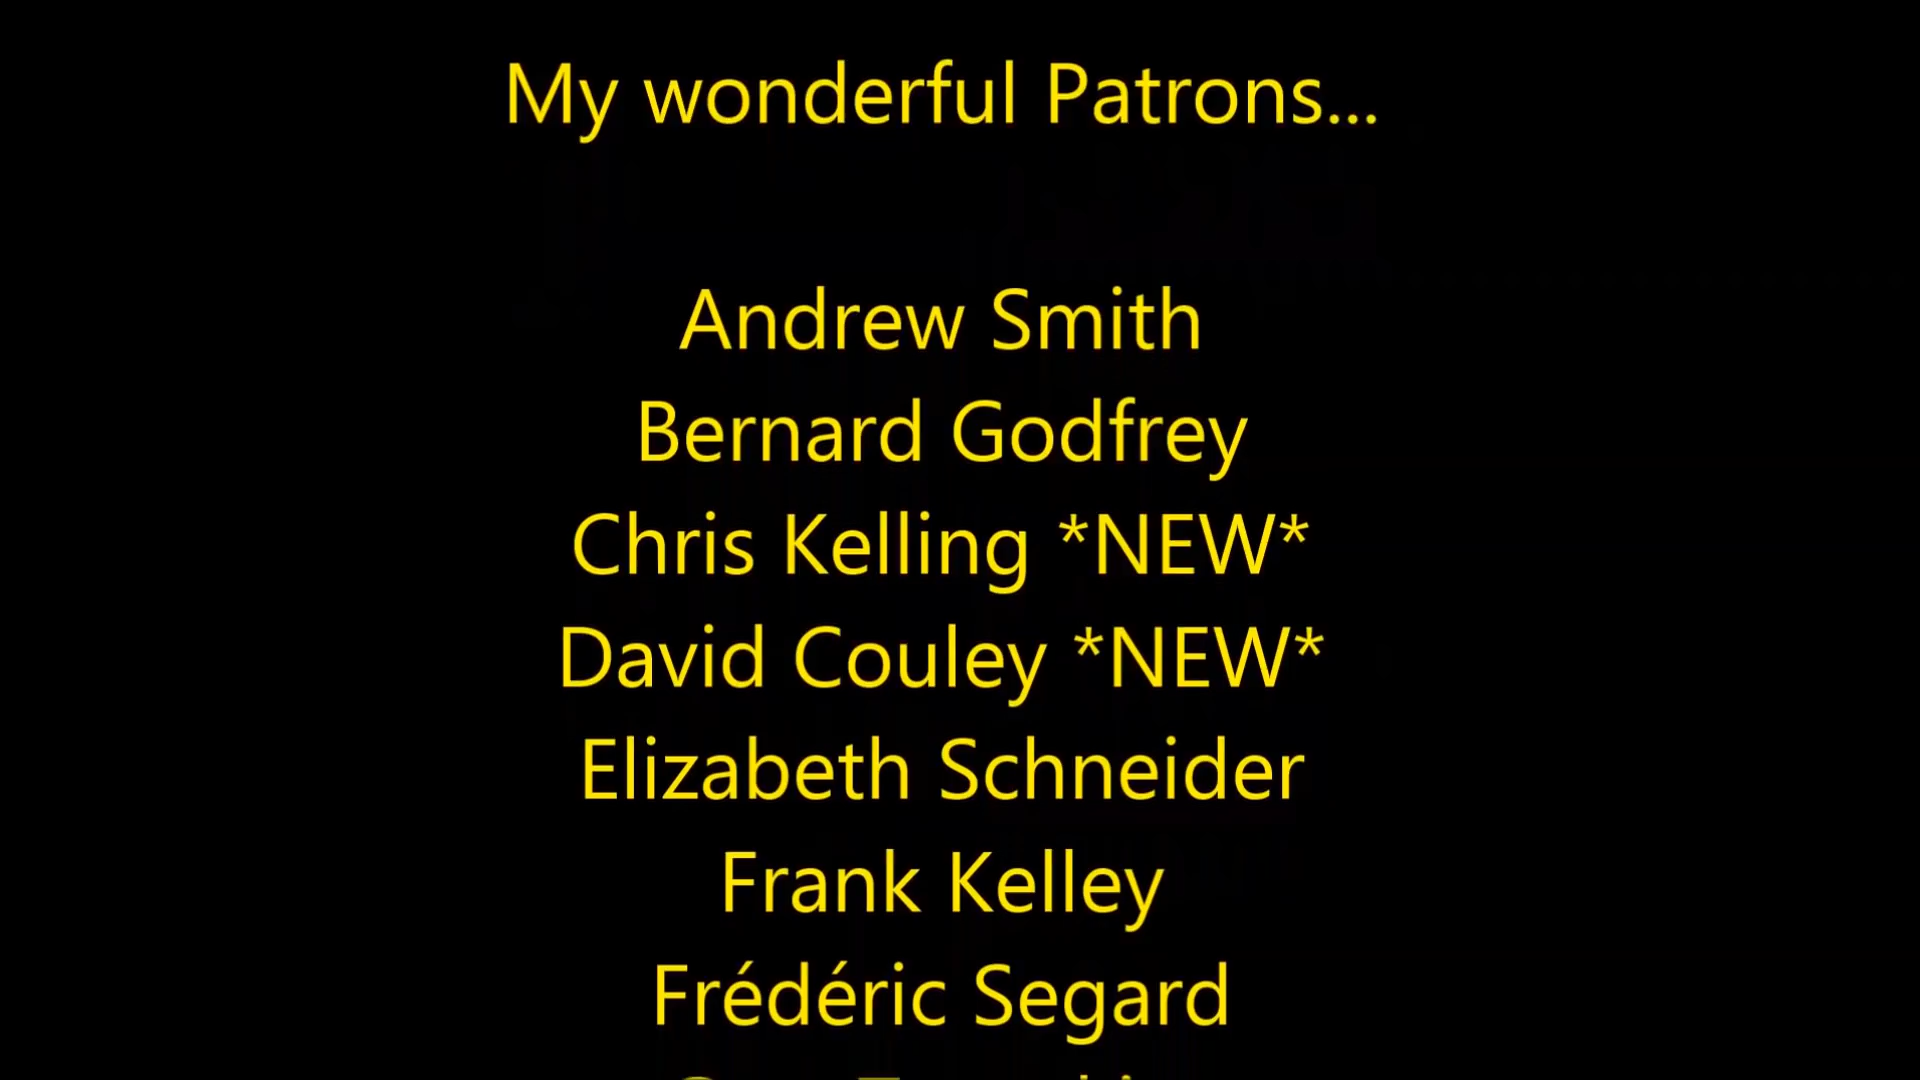 My wonderful Patrons...
Andrew Smith
Bernard Godfrey
Chris Kelling *NEW*
David Couley *NEW*
Elizabeth Schneider
Frank Kelley
Frédéric Segard